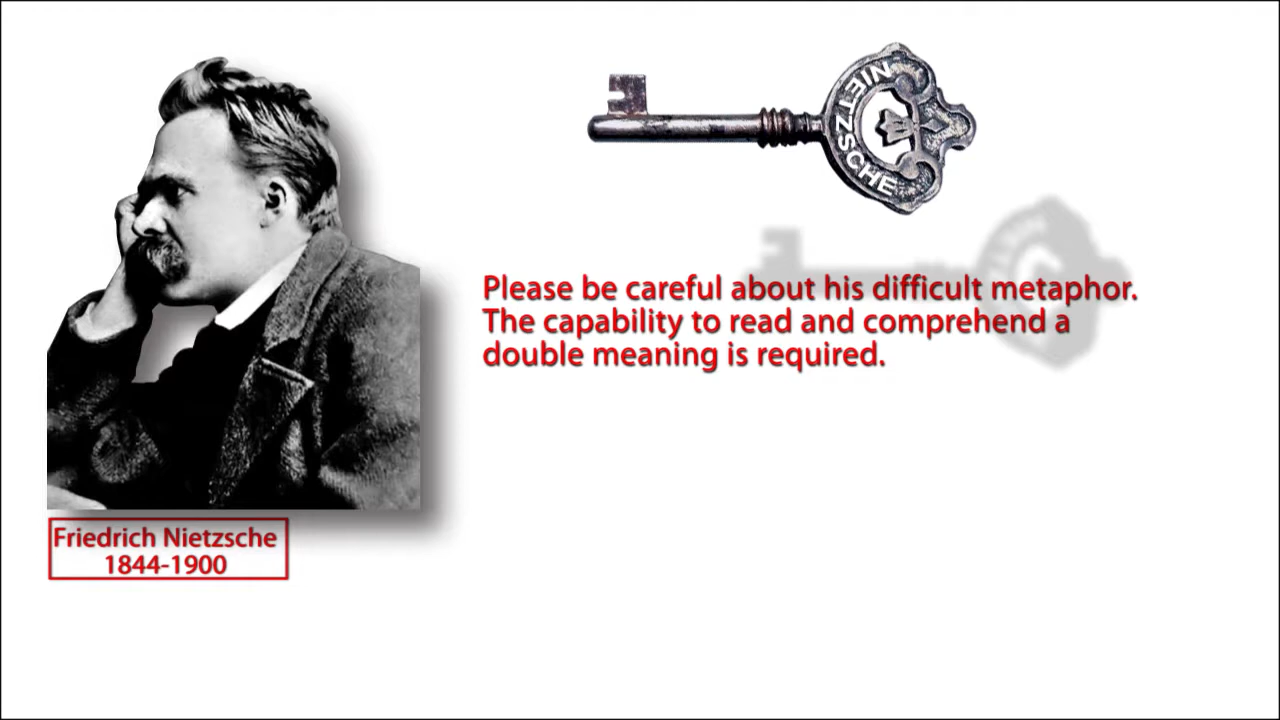 NIETZSCHE
Please be careful about his difficult metaphor.
The capability to read and comprehend a
double meaning is required.
Friedrich Nietzsche
1844-1900